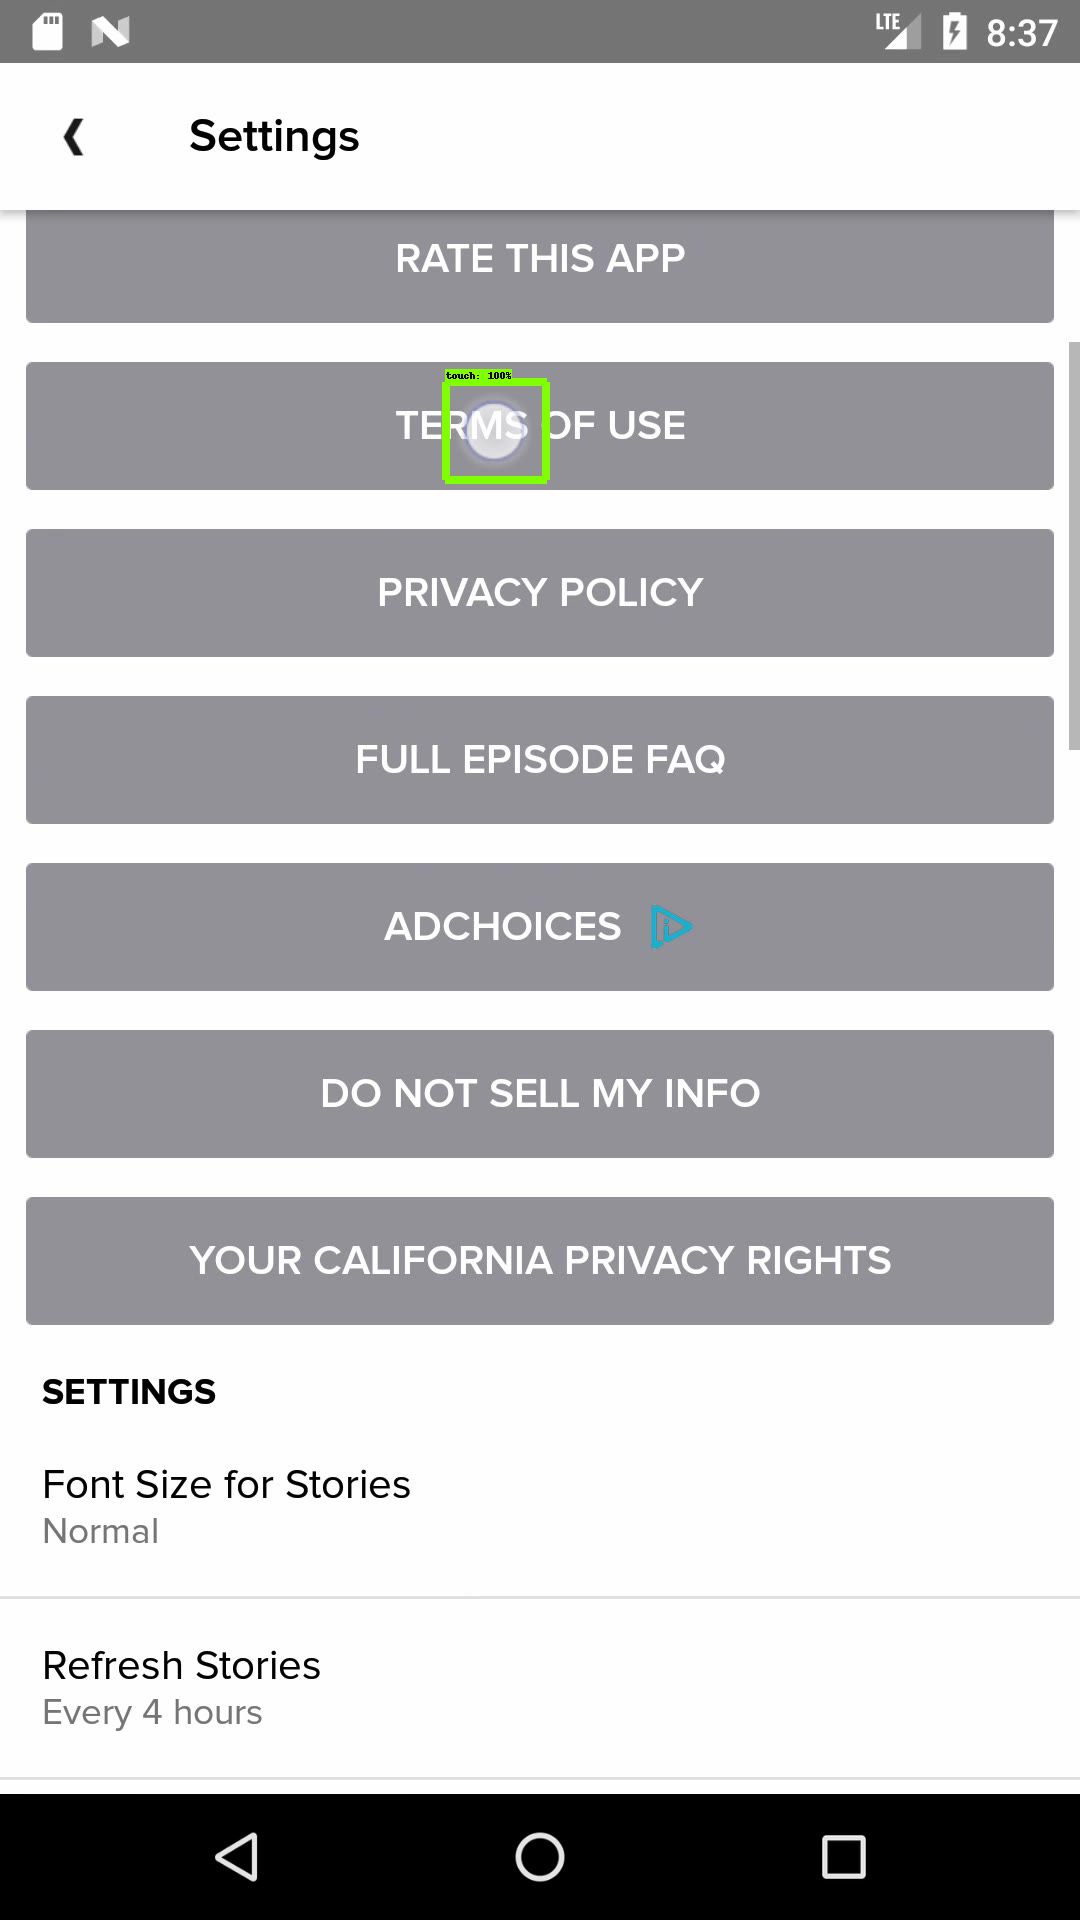 LTE 8:37
Settings
RATE THIS APP
touch: 100%
TERMS OF USE
PRIVACY POLICY
FULL EPISODE FAQ
ADCHOICES
DO NOT SELL MY INFO
YOUR CALIFORNIA PRIVACY RIGHTS
SETTINGS
Font Size for Stories
Normal
Refresh Stories
Every 4 hours